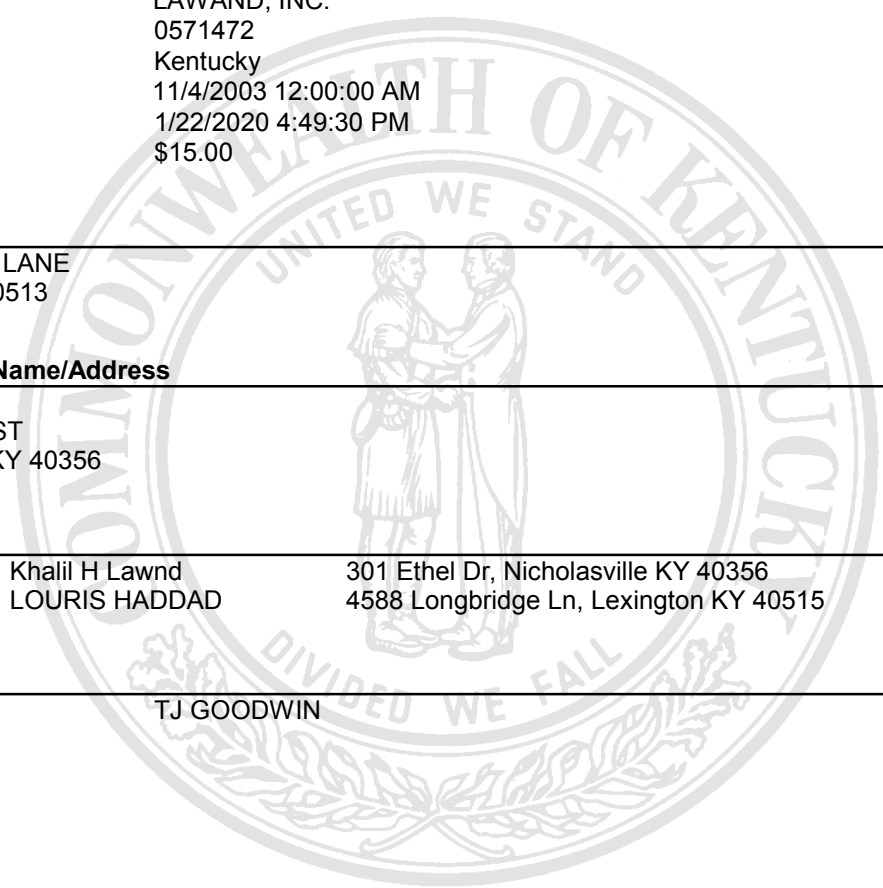 LAWAND, INC.
0571472
Kentucky
11/4/2003 12:00:00 AM
1/22/2020 4:49:30 PM
$15.00
LANE
0513
Name/Address
ST
KY 40356
Khalil H Lawnd 301 Ethel Dr, Nicholasville KY 40356
LOURIS HADDAD 4588 Longbridge Ln, Lexington KY 40515
TJ GOODWIN
COMMONWEALTH OF KENTUCKY
UNITED WE STAND
DIVIDED WE FALL